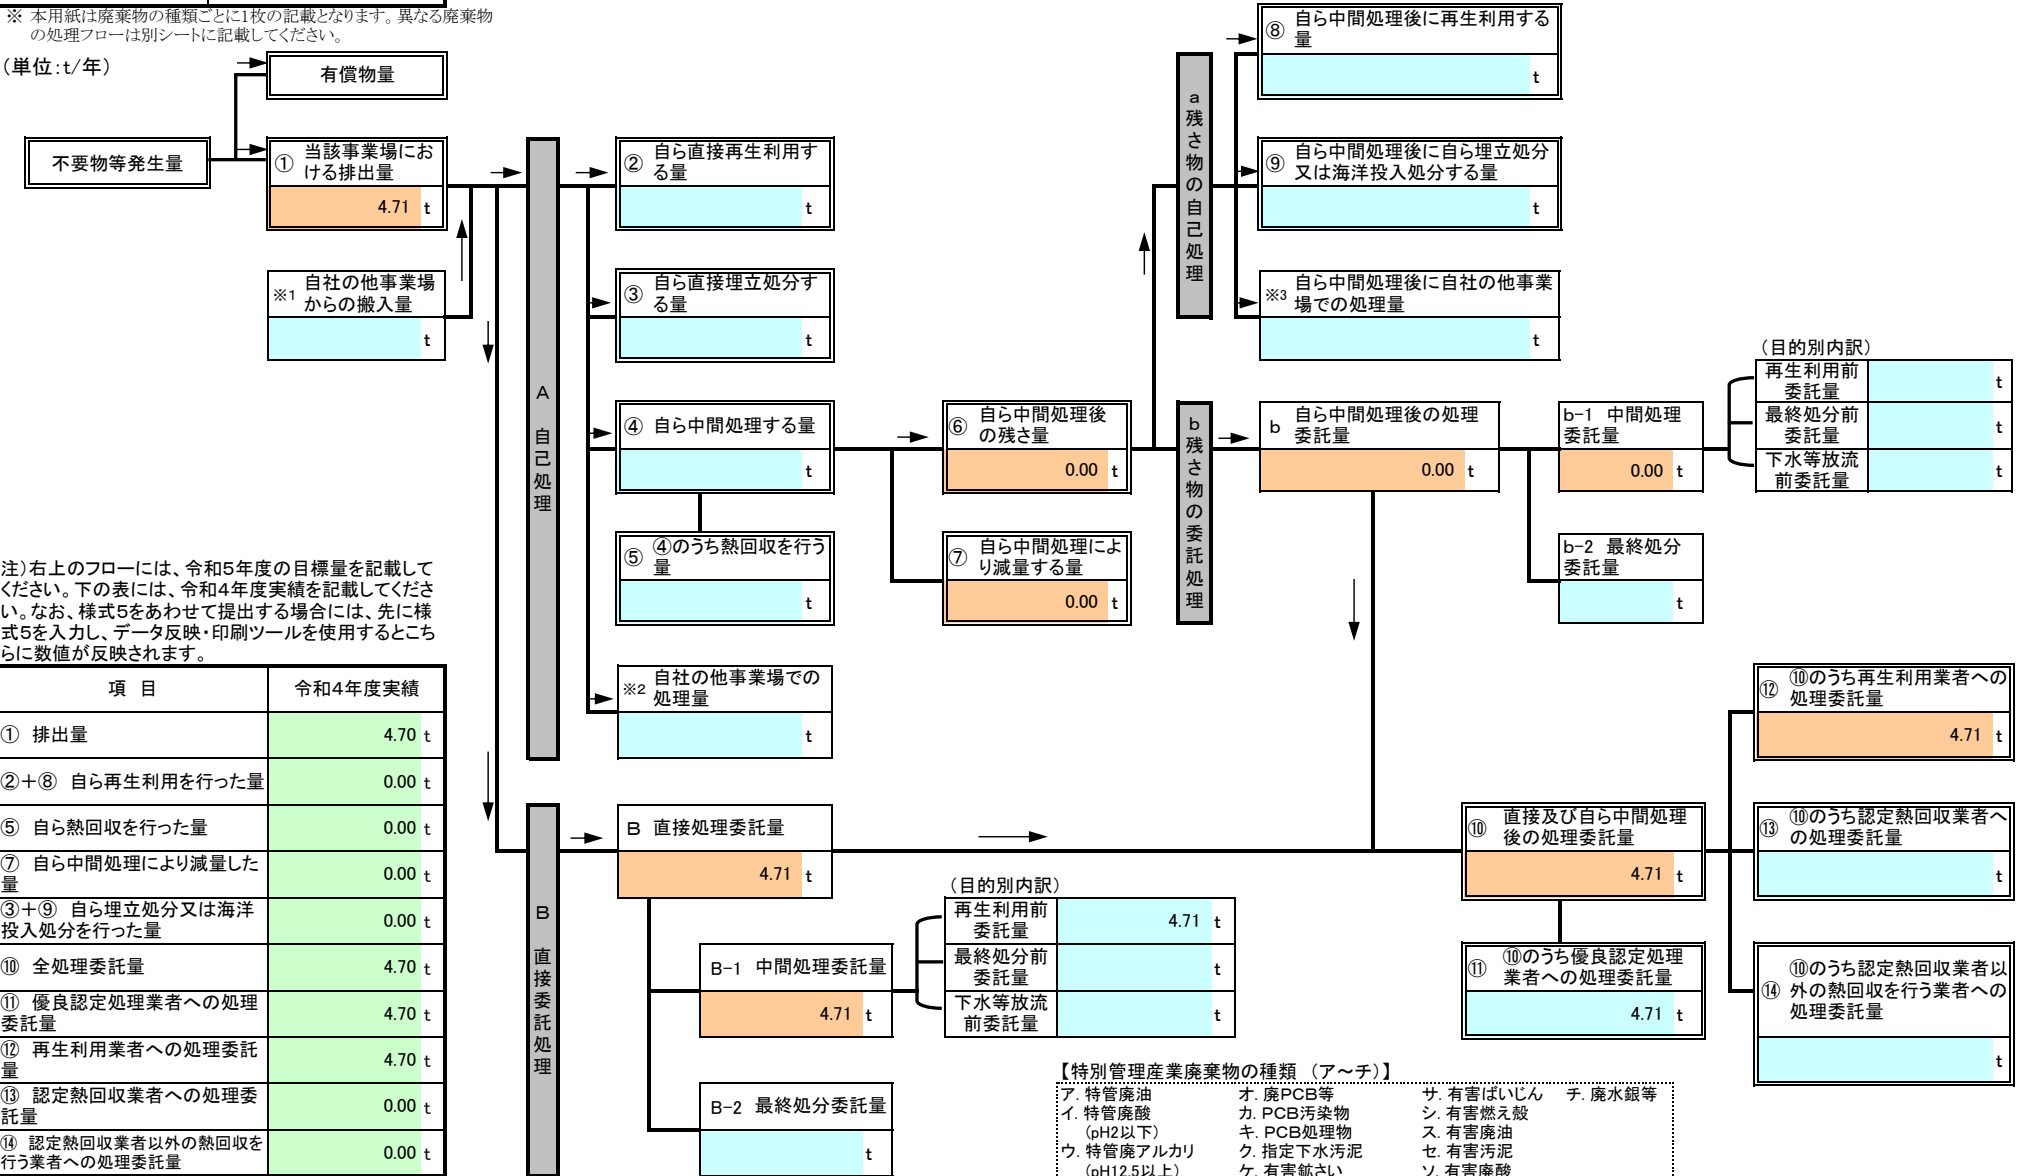 ※ 本用紙は廃棄物の種類ごとに1枚の記載となります。異なる廃棄物
の処理フローは別シートに記載してください。
（単位：t/年）
有償物量
不要物等発生量
① 当該事業場にお
ける排出量
4.71 t
※1 自社の他事業場
からの搬入量
t
A 自己処理
② 自ら直接再生利用す
る量
t
③ 自ら直接埋立処分す
る量
t
④ 自ら中間処理する量
t
⑤ ④のうち熱回収を行う
量
t
※2 自社の他事業場での
処理量
t
⑥ 自ら中間処理後
の残さ量
0.00 t
⑦ 自ら中間処理によ
り減量する量
0.00 t
a 残さ物の自己処理
⑧ 自ら中間処理後に再生利用する
量
t
⑨ 自ら中間処理後に自ら埋立処分
又は海洋投入処分する量
t
※3 自ら中間処理後に自社の他事業
場での処理量
t
b 残さ物の委託処理
b 自ら中間処理後の処理
委託量
0.00 t
b-1 中間処理
委託量
0.00 t
（目的別内訳）
再生利用前
委託量
t
最終処分前
委託量
t
下水等放流
前委託量
t
b-2 最終処分
委託量
t
注）右上のフローには、令和５年度の目標量を記載して
ください。下の表には、令和４年度実績を記載してくださ
い。なお、様式５をあわせて提出する場合には、先に様
式５を入力し、データ反映・印刷ツールを使用するとこち
らに数値が反映されます。
項 目 令和４年度実績
① 排出量 4.70 t
②＋⑧ 自ら再生利用を行った量 0.00 t
⑤ 自ら熱回収を行った量 0.00 t
⑦ 自ら中間処理により減量した
量 0.00 t
③＋⑨ 自ら埋立処分又は海洋
投入処分を行った量 0.00 t
⑩ 全処理委託量 4.70 t
⑪ 優良認定処理業者への処理
委託量 4.70 t
⑫ 再生利用業者への処理委託
量 4.70 t
⑬ 認定熱回収業者への処理委
託量 0.00 t
⑭ 認定熱回収業者以外の熱回収を
行う業者への処理委託量 0.00 t
B 直接委託処理
B 直接処理委託量
4.71 t
B-1 中間処理委託量
4.71 t
（目的別内訳）
再生利用前
委託量
4.71 t
最終処分前
委託量
t
下水等放流
前委託量
t
B-2 最終処分委託量
t
⑩ 直接及び自ら中間処理
後の処理委託量
4.71 t
⑪ ⑩のうち優良認定処理
業者への処理委託量
4.71 t
⑫ ⑩のうち再生利用業者への
処理委託量
4.71 t
⑬ ⑩のうち認定熱回収業者へ
の処理委託量
t
⑭ ⑩のうち認定熱回収業者以
外の熱回収を行う業者への
処理委託量
t
【特別管理産業廃棄物の種類 （ア～チ）】
ア．特管廃油 オ．廃PCB等 サ．有害ばいじん チ．廃水銀等
イ．特管廃酸 カ．PCB汚染物 シ．有害燃え殻
（pH2以下） キ．PCB処理物 ス．有害廃油
ウ．特管廃アルカリ ク．指定下水汚泥 セ．有害汚泥
（pH12.5以上） ケ．有害鉱さい ソ．有害廃酸